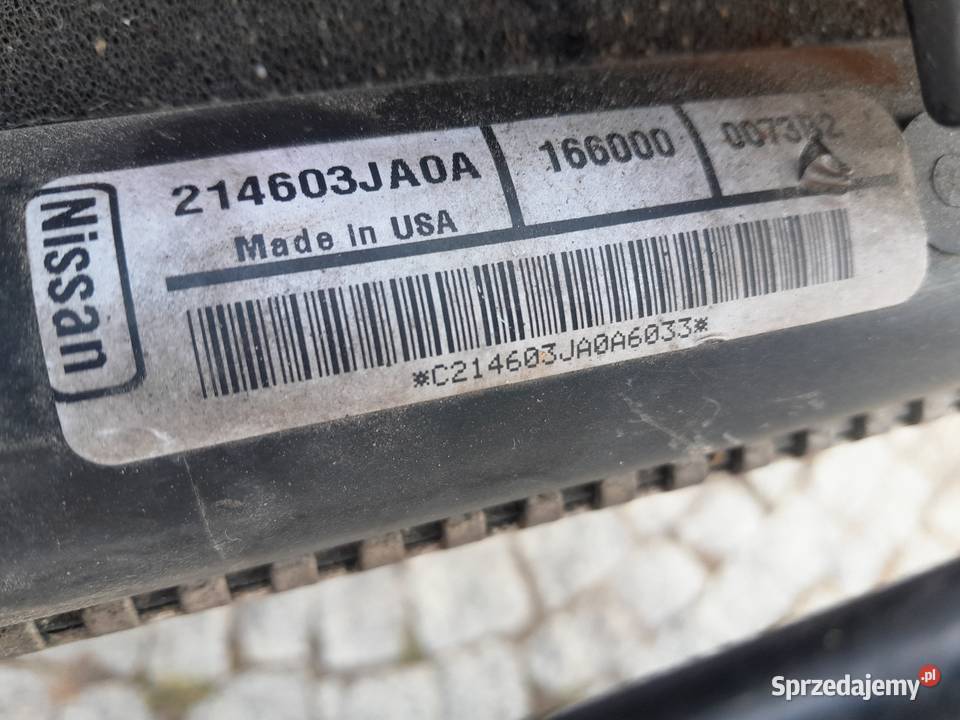 Nissan
214603JA0A
166000
Made in USA
*C214603JA0A6033*
Sprzedajemy.pl